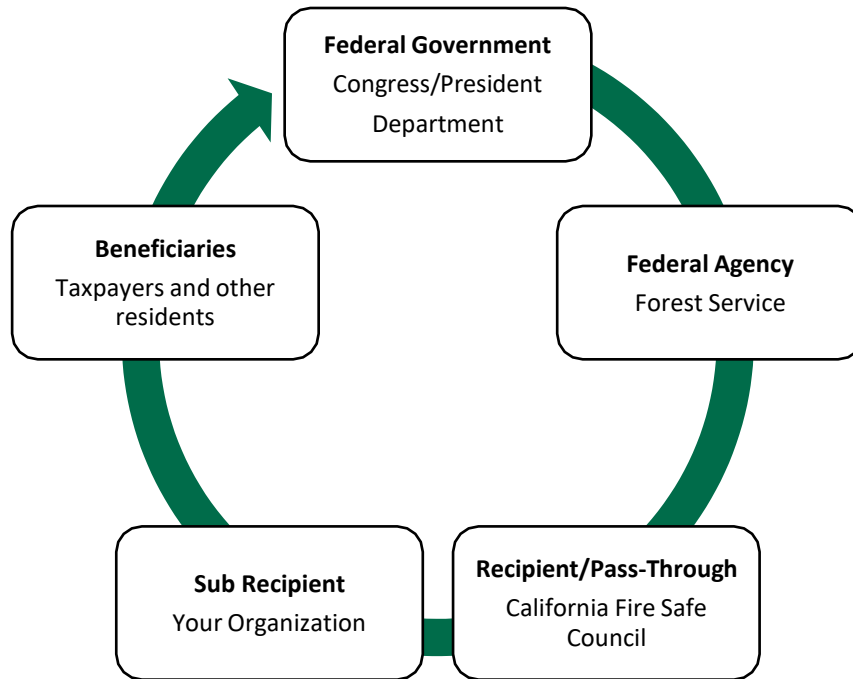 Federal Government
Congress/President
Department
Federal Agency
Forest Service
Recipient/Pass-Through
California Fire Safe
Council
Sub Recipient
Your Organization
Beneficiaries
Taxpayers and other
residents